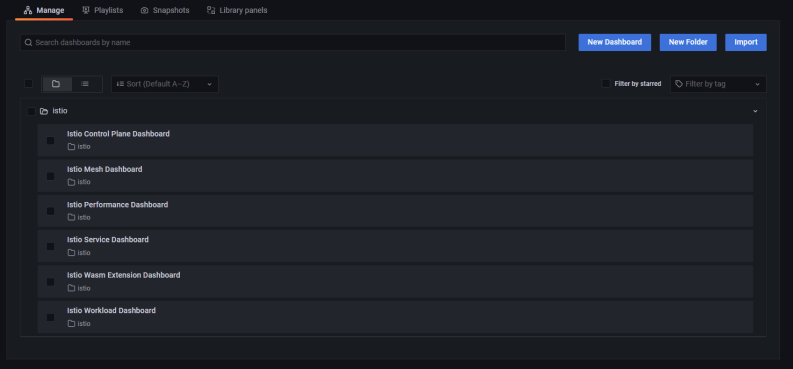 Manage Playlists Snapshots Library panels
Search dashboards by name New Dashboard New Folder Import
Sort (Default A–Z) Filter by starred Filter by tag
istio
Istio Control Plane Dashboard
istio
Istio Mesh Dashboard
istio
Istio Performance Dashboard
istio
Istio Service Dashboard
istio
Istio Wasm Extension Dashboard
istio
Istio Workload Dashboard
istio